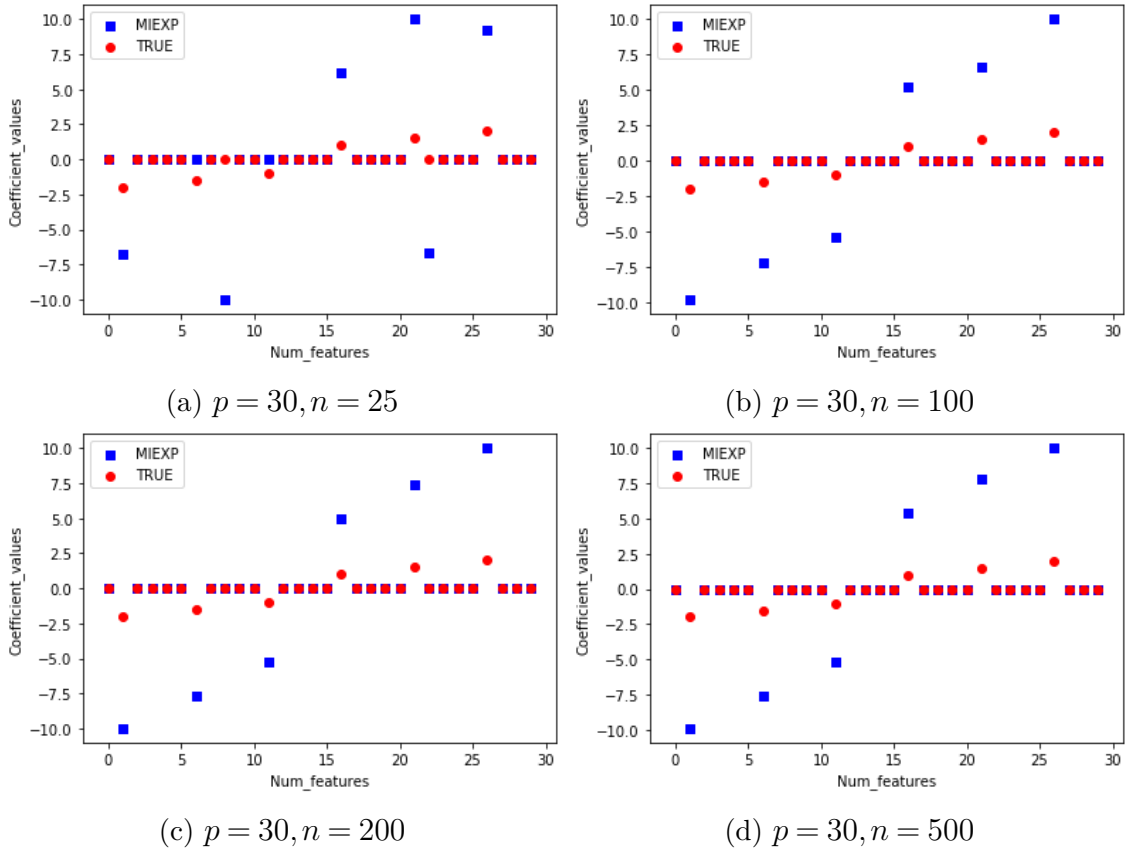 MIEXP
TRUE
10.0
7.5
5.0
2.5
0.0
−2.5
−5.0
−7.5
−10.0
Coefficient_values
0 5 10 15 20 25 30
Num_features
(a) p = 30, n = 25
MIEXP
TRUE
10.0
7.5
5.0
2.5
0.0
−2.5
−5.0
−7.5
−10.0
Coefficient_values
0 5 10 15 20 25 30
Num_features
(b) p = 30, n = 100
MIEXP
TRUE
10.0
7.5
5.0
2.5
0.0
−2.5
−5.0
−7.5
−10.0
Coefficient_values
0 5 10 15 20 25 30
Num_features
(c) p = 30, n = 200
MIEXP
TRUE
10.0
7.5
5.0
2.5
0.0
−2.5
−5.0
−7.5
−10.0
Coefficient_values
0 5 10 15 20 25 30
Num_features
(d) p = 30, n = 500